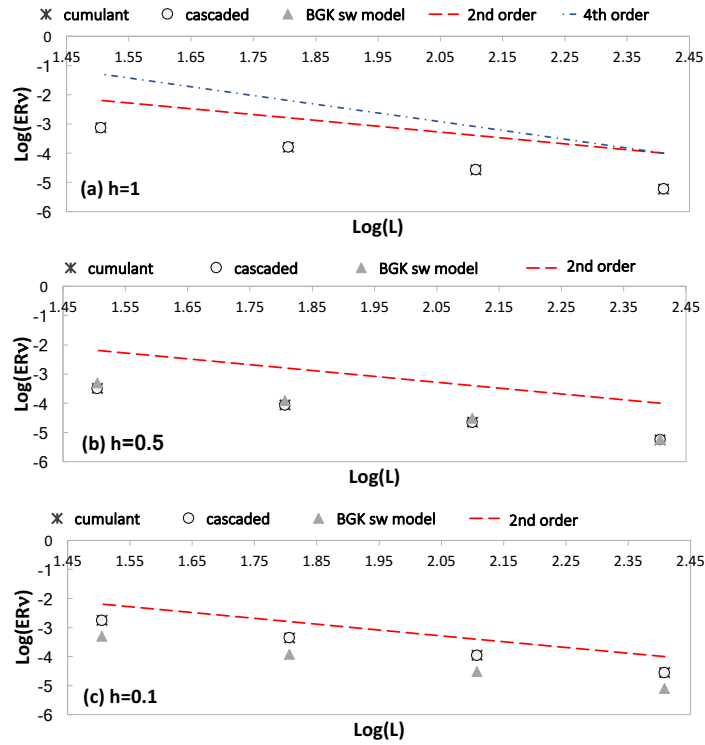 cumulant cascaded BGK sw model 2nd order 4th order
0
1.45 1.55 1.65 1.75 1.85 1.95 2.05 2.15 2.25 2.35 2.45
-1
-2
-3
-4
-5
-6
Log(ERν)
(a) h=1
Log(L)
cumulant cascaded BGK sw model 2nd order
0
1.45 1.55 1.65 1.75 1.85 1.95 2.05 2.15 2.25 2.35 2.45
-1
-2
-3
-4
-5
-6
Log(ERν)
(b) h=0.5
Log(L)
cumulant cascaded BGK sw model 2nd order
0
1.45 1.55 1.65 1.75 1.85 1.95 2.05 2.15 2.25 2.35 2.45
-1
-2
-3
-4
-5
-6
Log(ERν)
(c) h=0.1
Log(L)